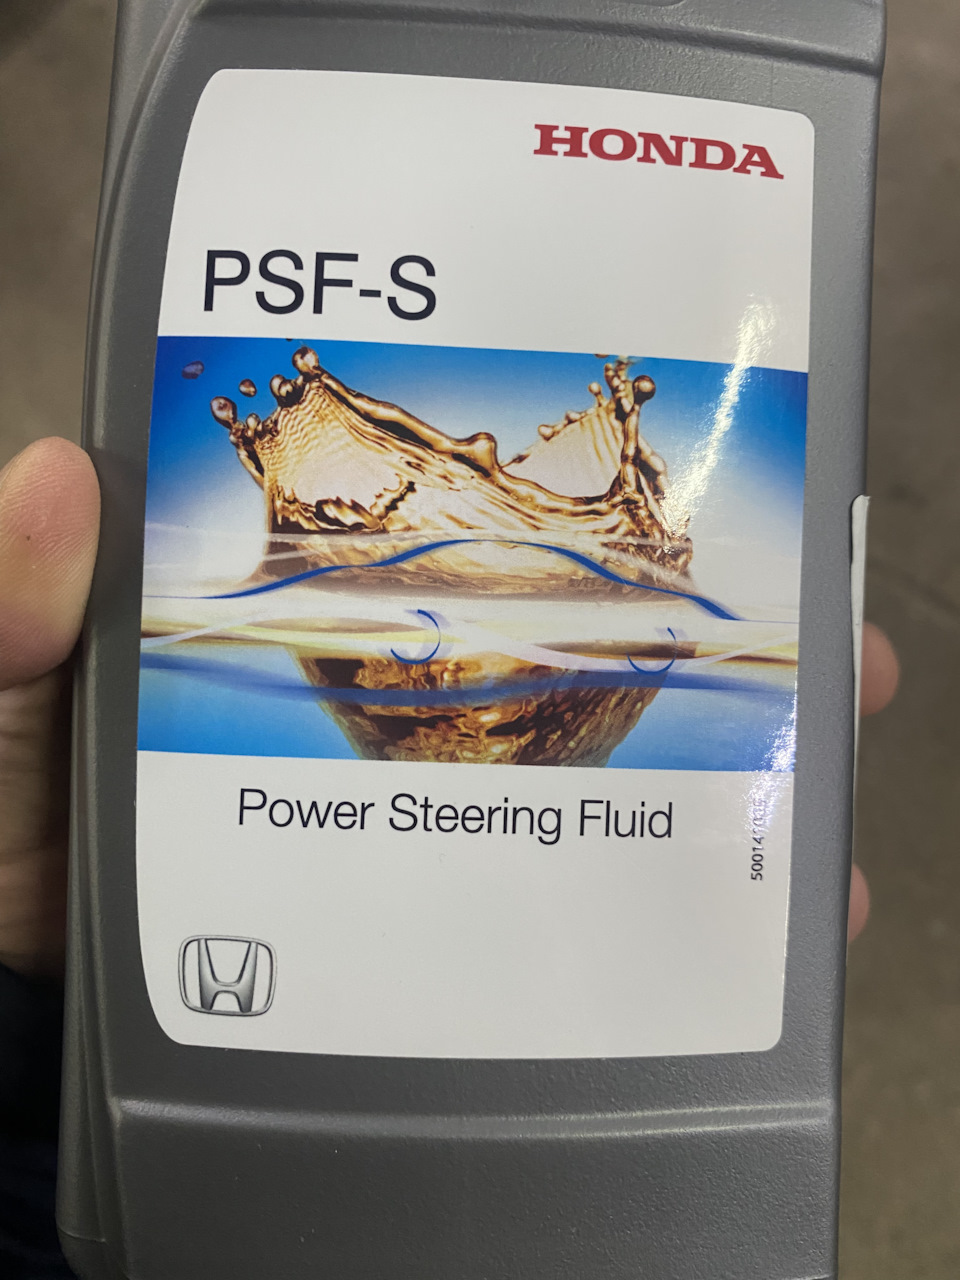 HONDA
PSF-S
Power Steering Fluid